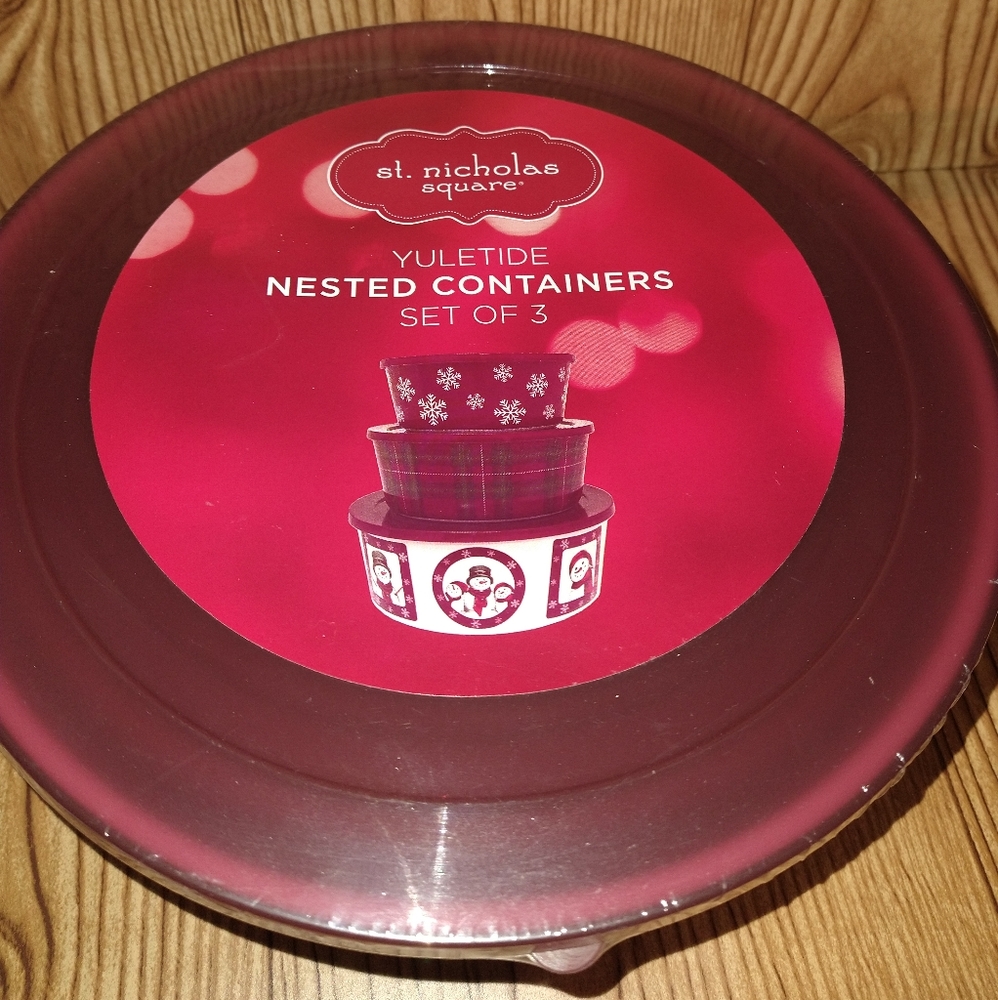 st. nicholas
square®
YULETIDE
NESTED CONTAINERS
SET OF 3